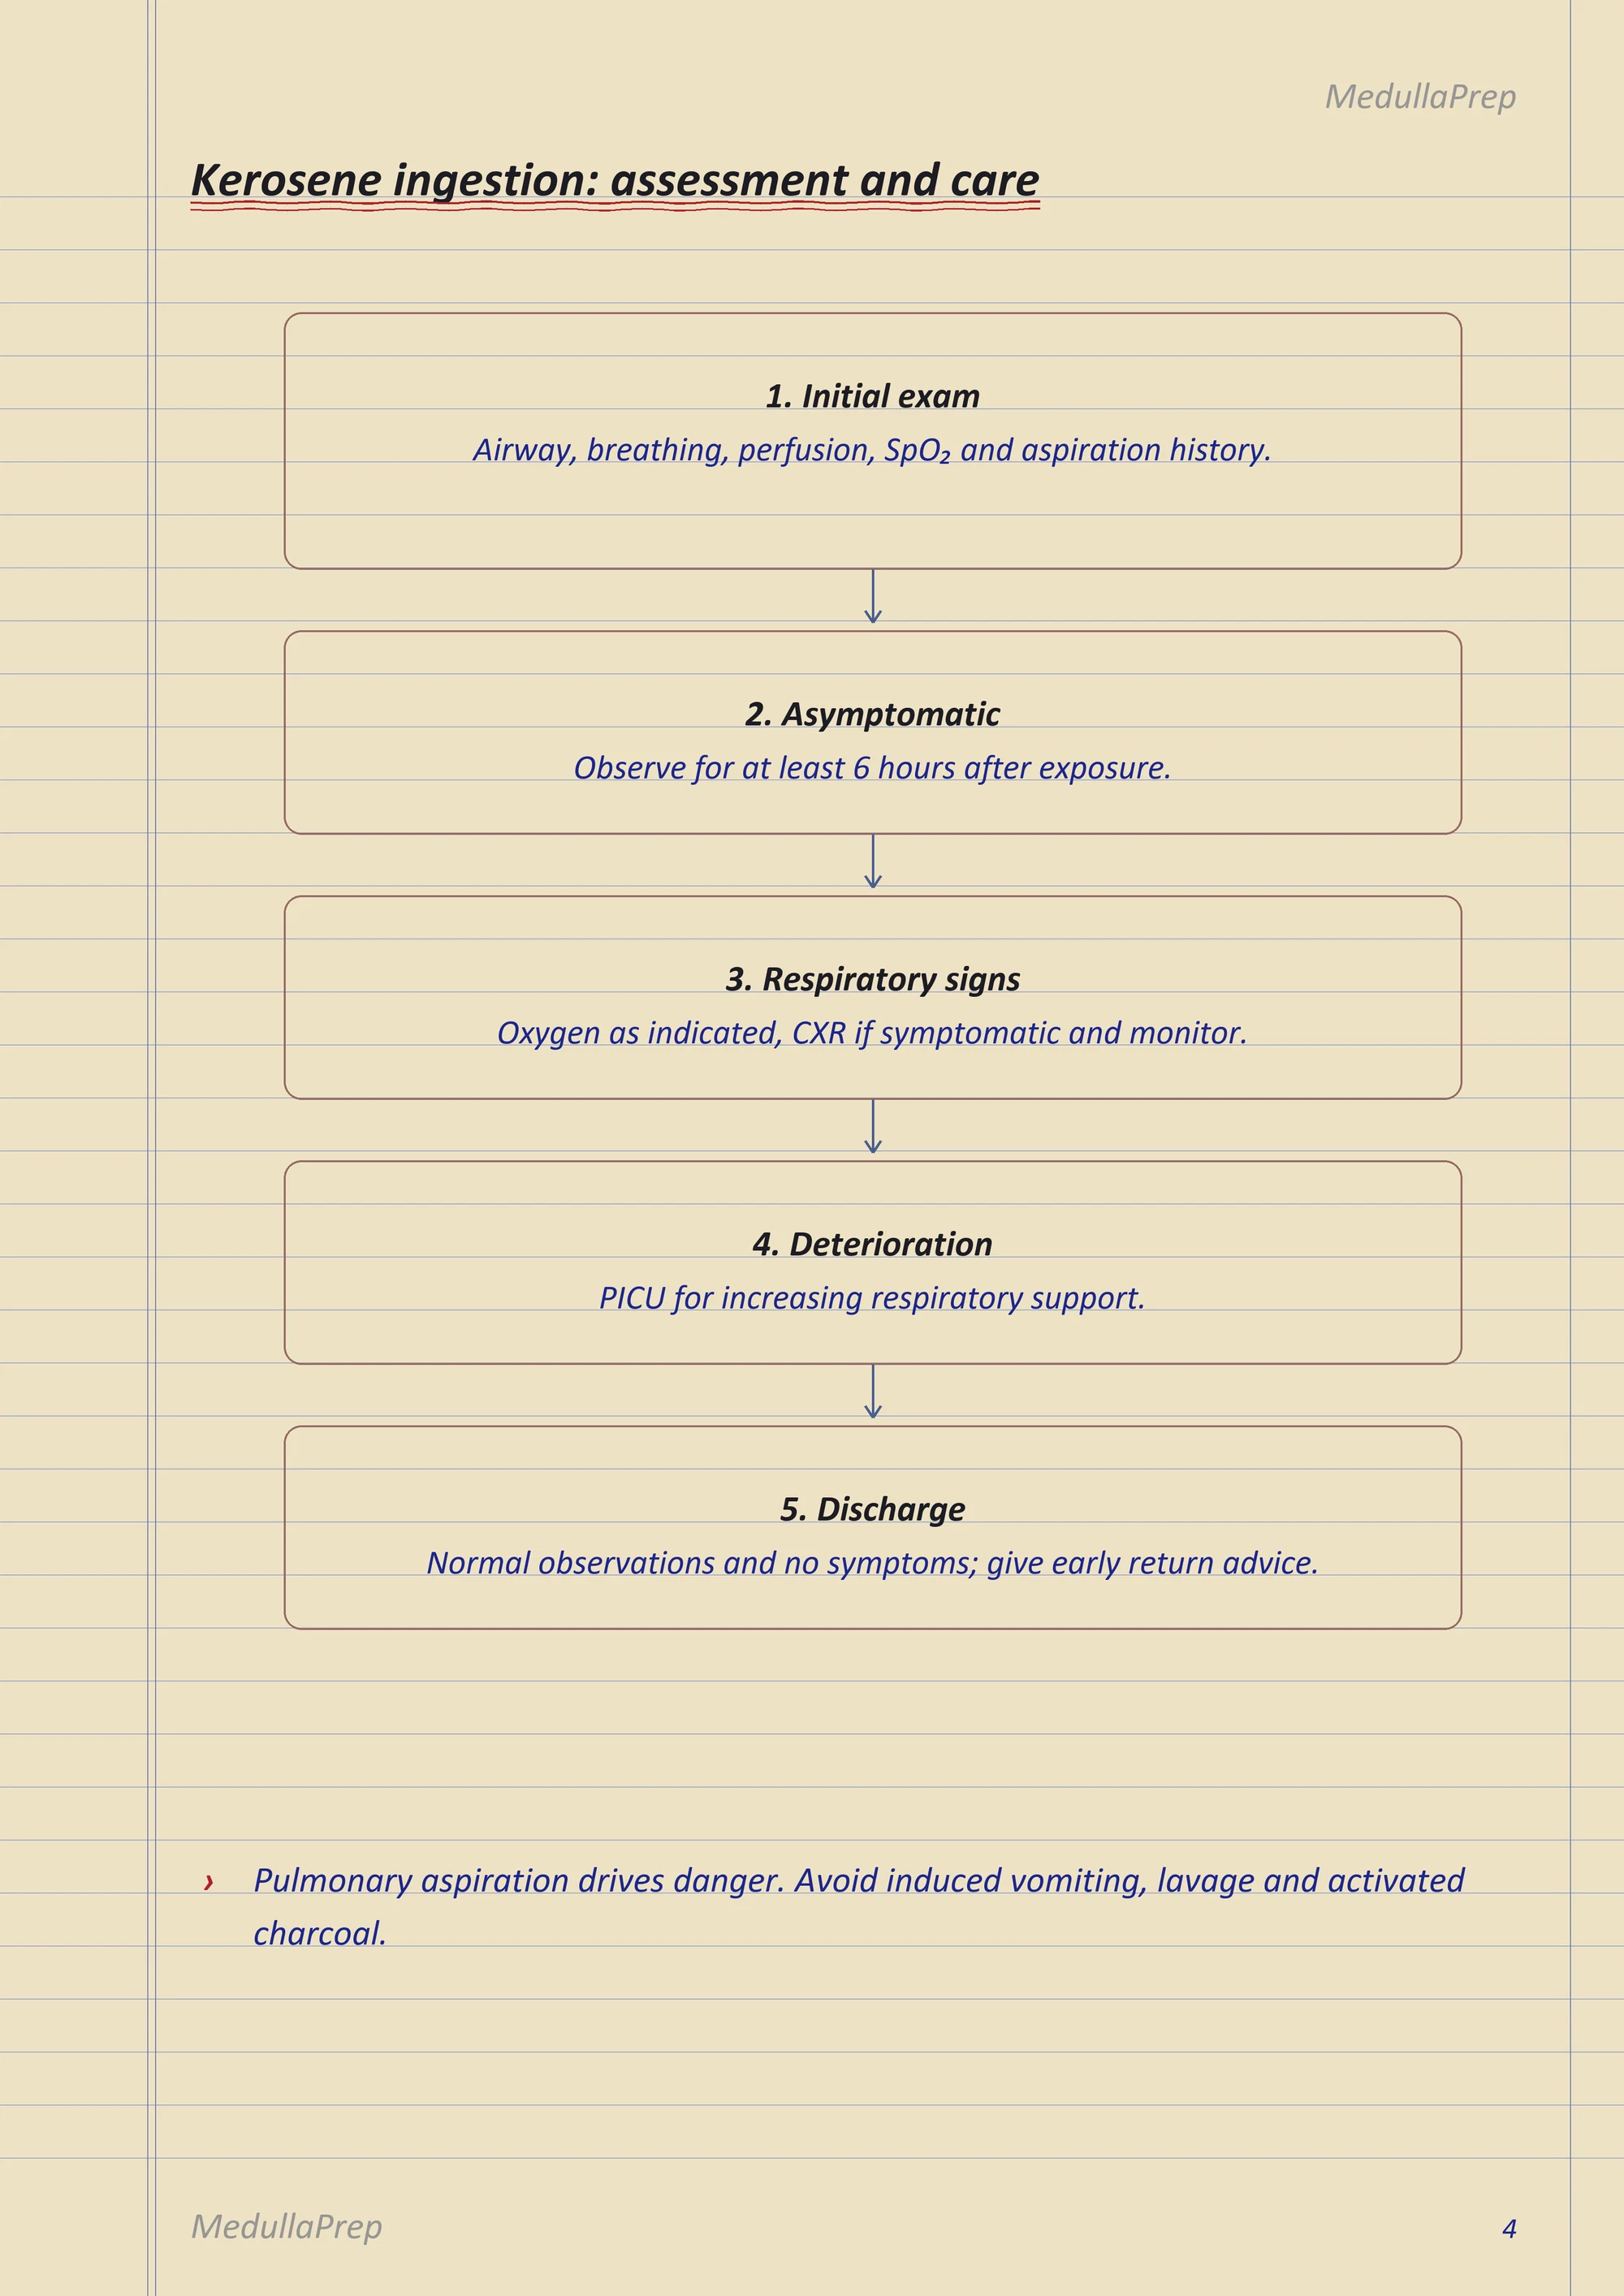 MedullaPrep
Kerosene ingestion: assessment and care
1. Initial exam
Airway, breathing, perfusion, SpO₂ and aspiration history.
2. Asymptomatic
Observe for at least 6 hours after exposure.
3. Respiratory signs
Oxygen as indicated, CXR if symptomatic and monitor.
4. Deterioration
PICU for increasing respiratory support.
5. Discharge
Normal observations and no symptoms; give early return advice.
› Pulmonary aspiration drives danger. Avoid induced vomiting, lavage and activated
charcoal.
MedullaPrep
4